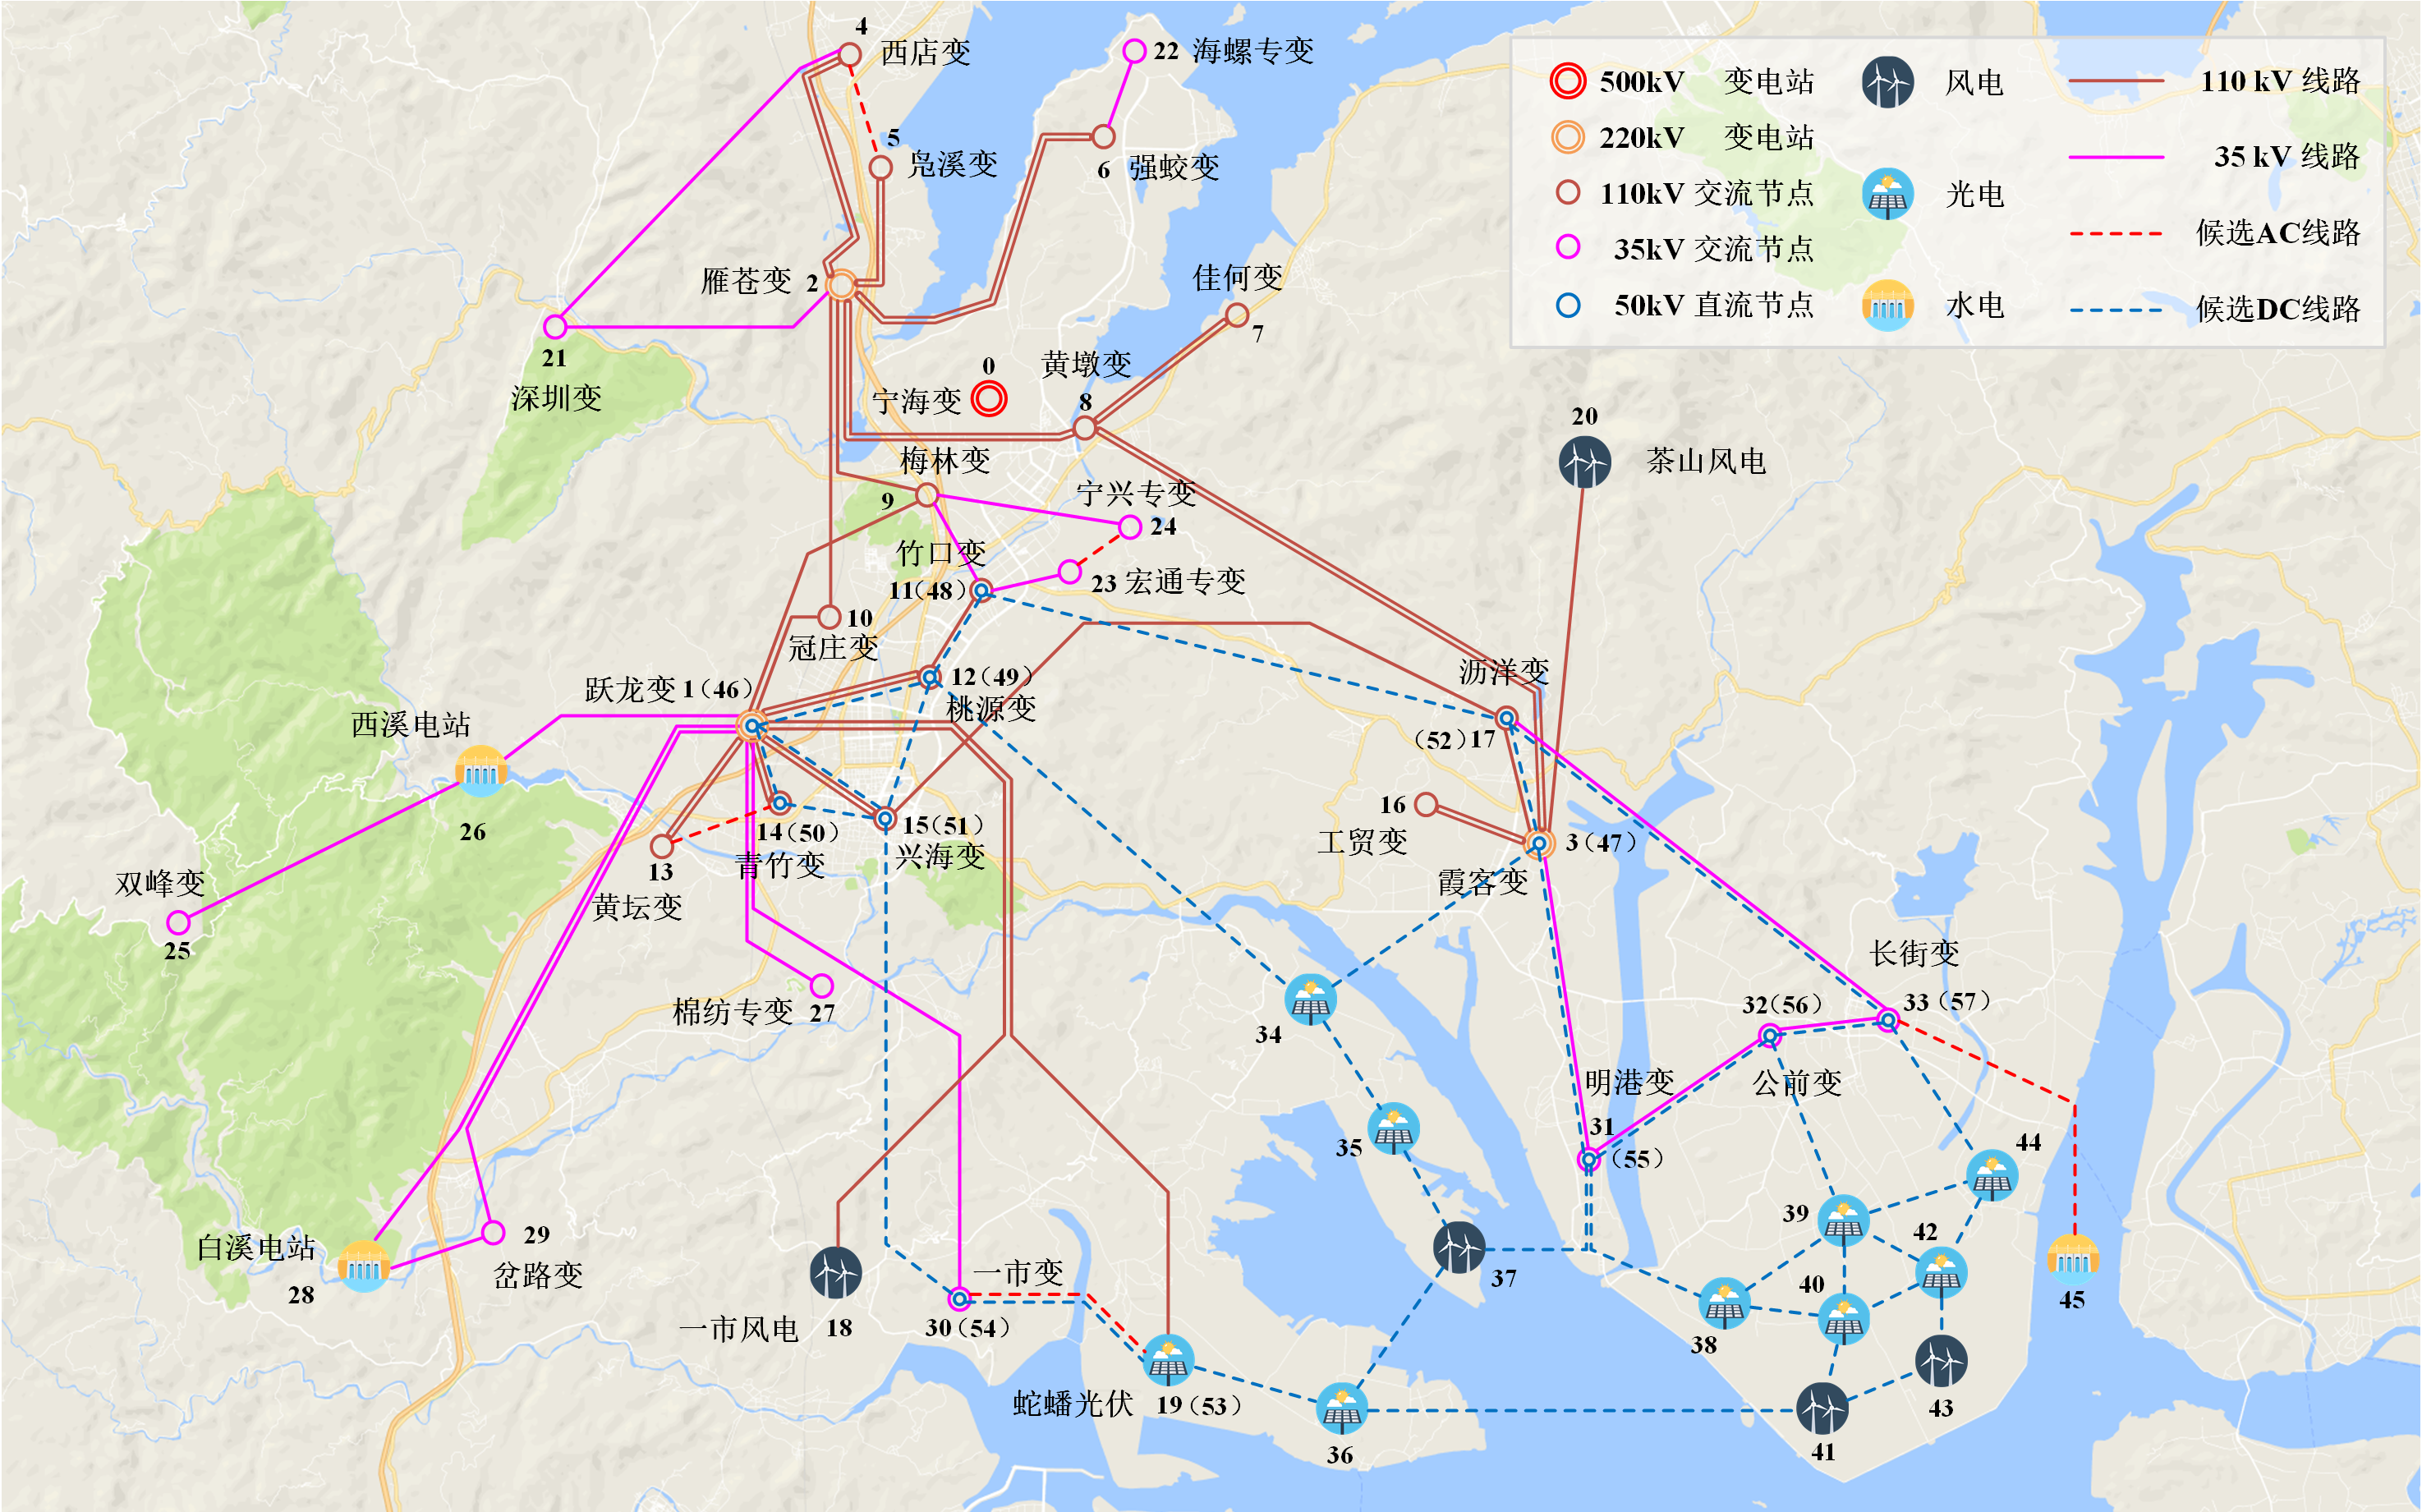 4
西店变
22 海螺专变
5
凫溪变
6 强蛟变
500kV 变电站
风电
110 kV 线路
220kV 变电站
35 kV 线路
110kV 交流节点
光电
候选AC线路
35kV 交流节点
50kV 直流节点
水电
候选DC线路
雁苍变 2
佳何变
7
21
深圳变
0
宁海变
黄墩变
8
20
茶山风电
梅林变
9
宁兴专变
24
竹口变
11(48)
23 宏通专变
10
冠庄变
跃龙变 1(46)
12(49)
桃源变
沥洋变
(52)17
西溪电站
26
14(50)
青竹变
15(51)
兴海变
16
工贸变
3(47)
霞客变
13
黄坛变
双峰变
25
棉纺专变 27
34
长街变
32(56)
33(57)
公前变
明港变
31
(55)
35
44
39
42
白溪电站
28
29
岔路变
一市变
37
40
45
一市风电 18
30(54)
38
蛇蟠光伏 19(53)
36
41
43